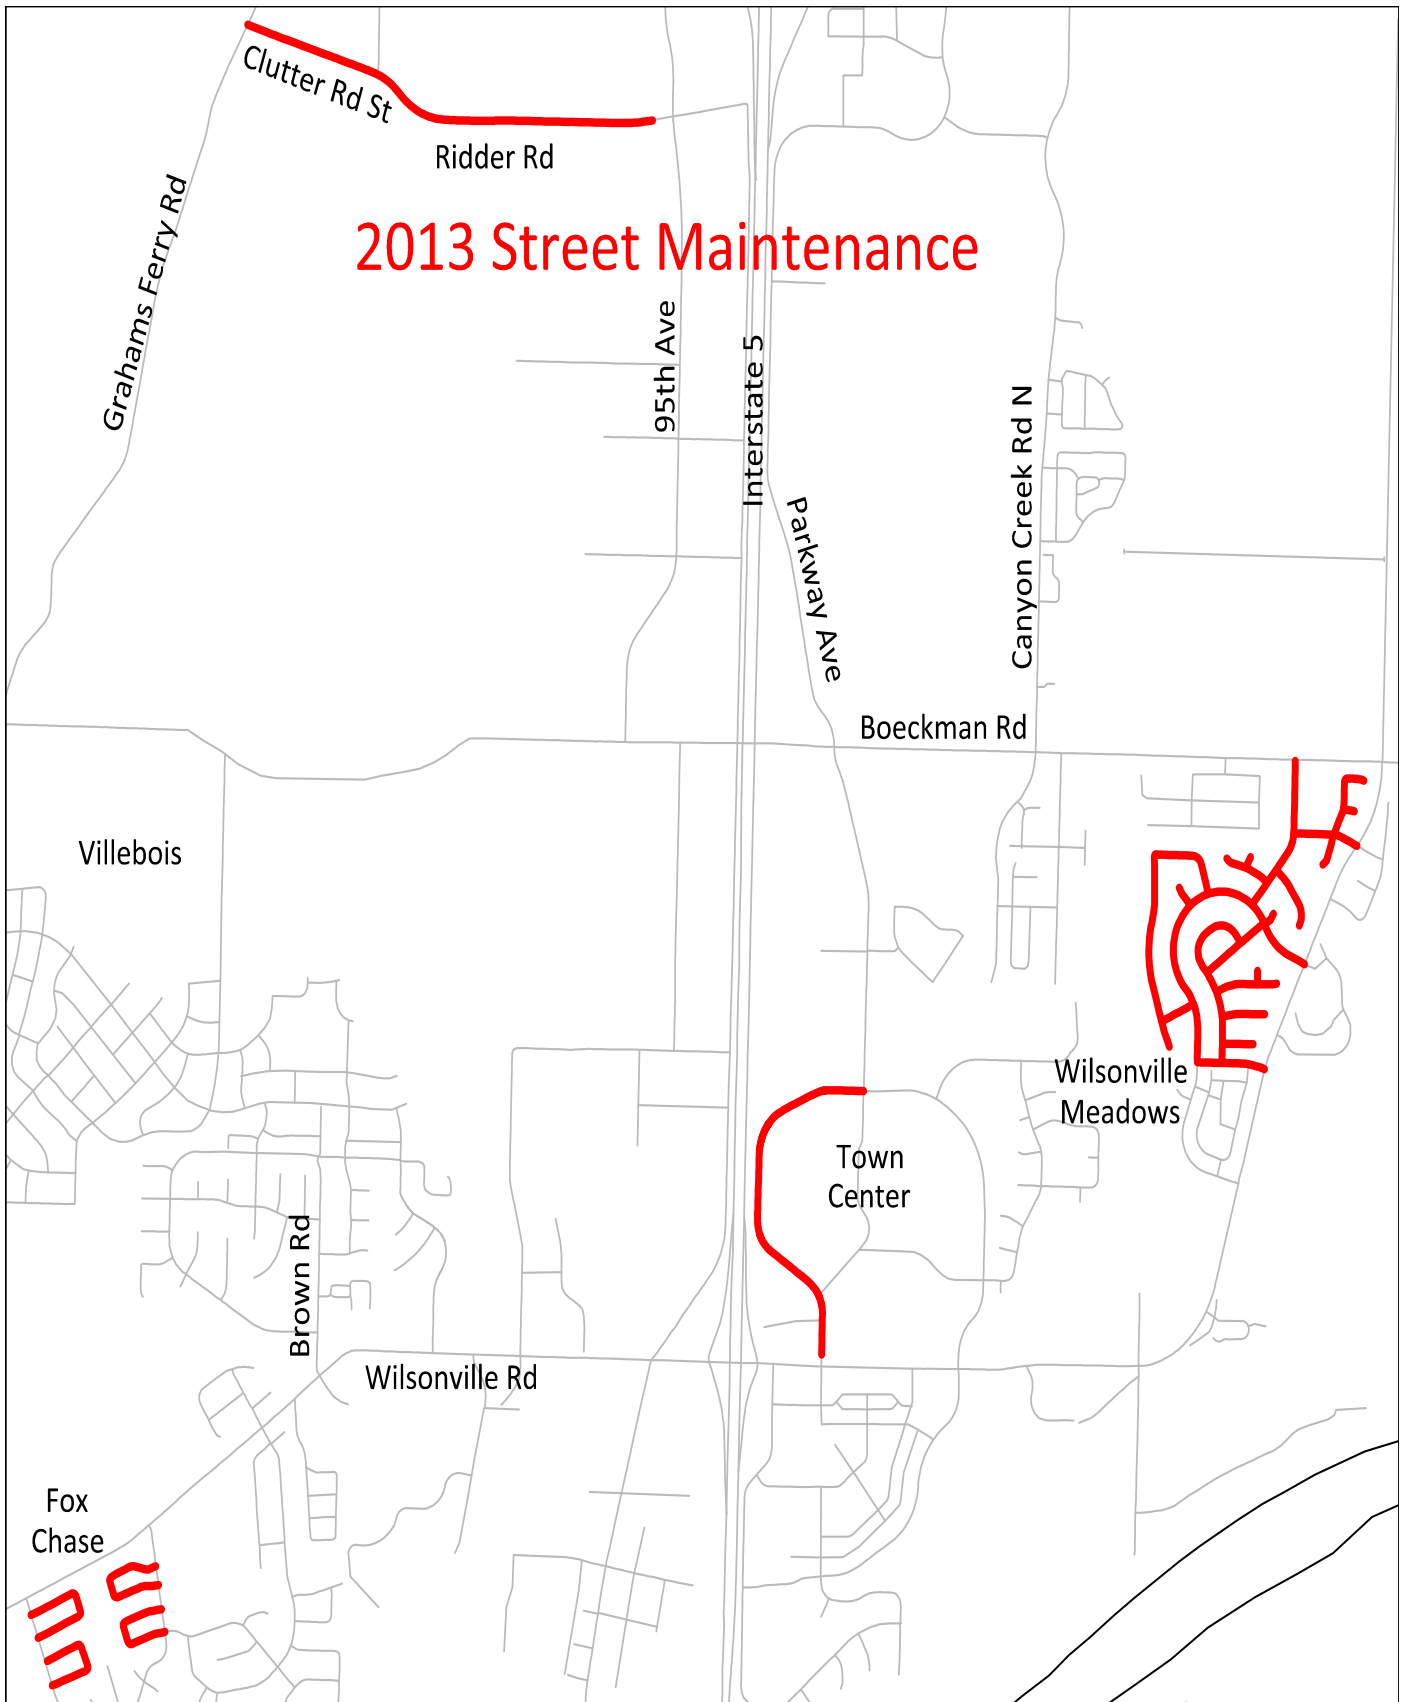 Clutter Rd St
Ridder Rd
Grahams Ferry Rd
2013 Street Maintenance
95th Ave
Interstate 5
Canyon Creek Rd N
Parkway Ave
Boeckman Rd
Villebois
Wilsonville
Meadows
Town
Center
Brown Rd
Wilsonville Rd
Fox
Chase